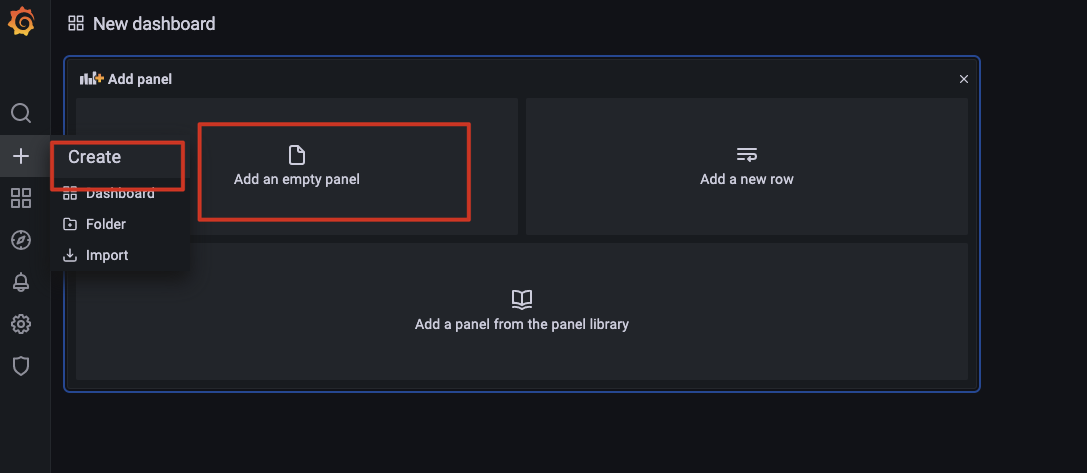 New dashboard
Add panel
Create
Dashboard
Folder
Import
Add an empty panel
Add a new row
Add a panel from the panel library